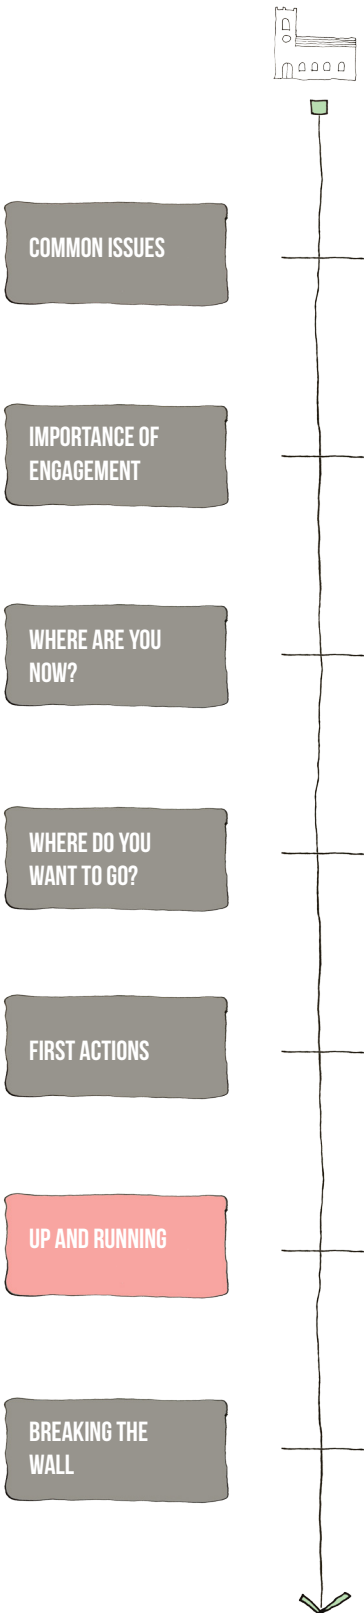 COMMON ISSUES
IMPORTANCE OF
ENGAGEMENT
WHERE ARE YOU
NOW?
WHERE DO YOU
WANT TO GO?
FIRST ACTIONS
UP AND RUNNING
BREAKING THE
WALL